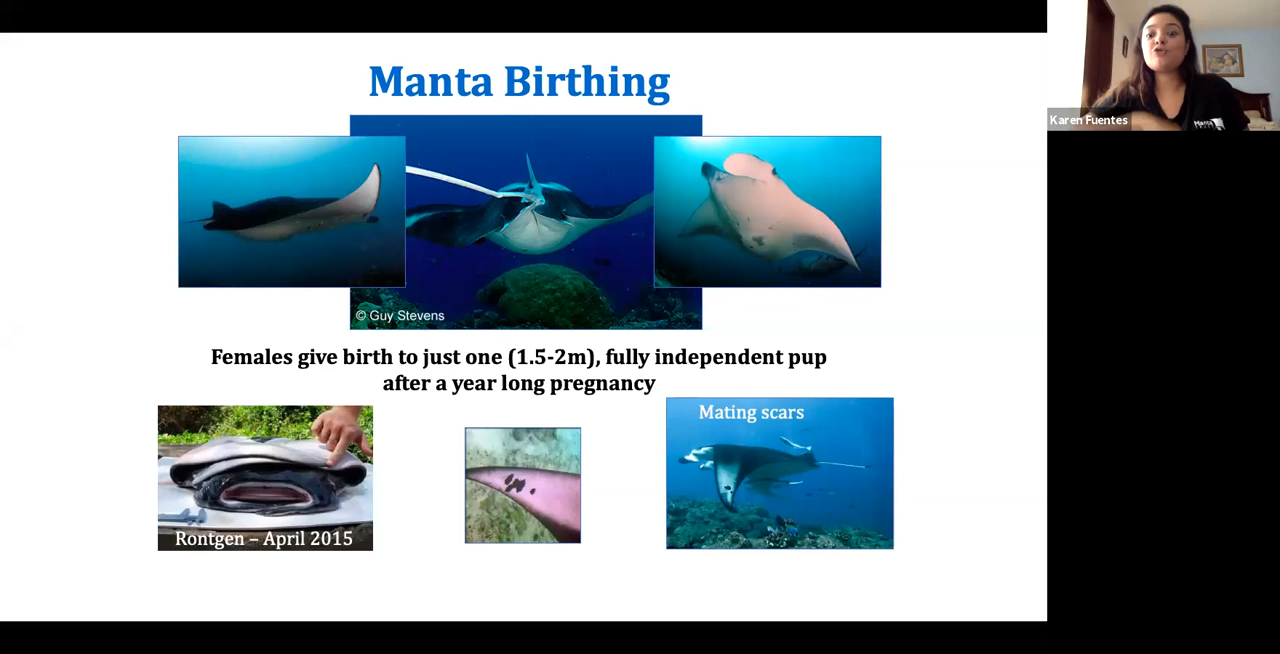 Manta Birthing
Karen Fuentes
Manta
© Guy Stevens
Females give birth to just one (1.5-2m), fully independent pup
after a year long pregnancy
Mating scars
Rontgen – April 2015